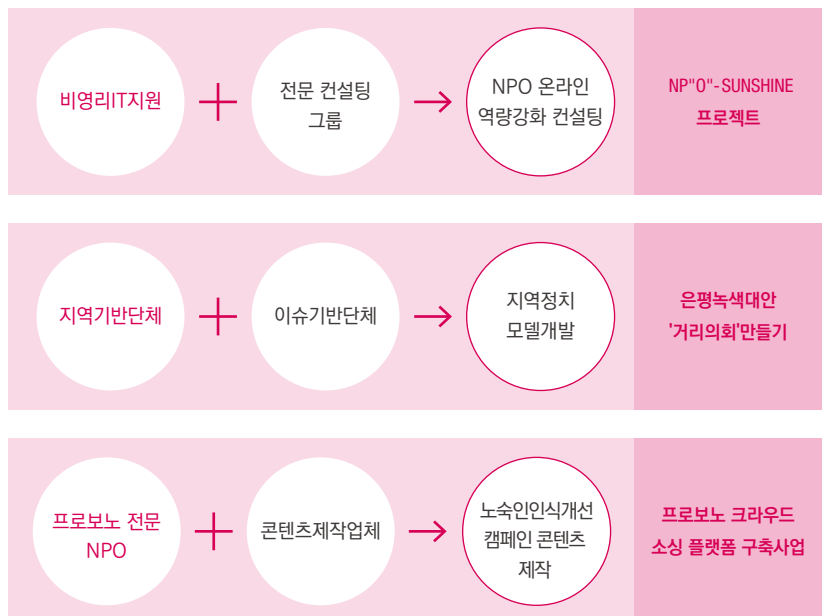 비영리IT지원
전문 컨설팅
그룹
NPO 온라인
역량강화 컨설팅
NP"O"-SUNSHINE
프로젝트
지역기반단체
이슈기반단체
지역정치
모델개발
은평녹색대안
'거리의회'만들기
프로보노 전문
NPO
콘텐츠제작업체
노숙인인식개선
캠페인 콘텐츠
제작
프로보노 크라우드
소싱 플랫폼 구축사업